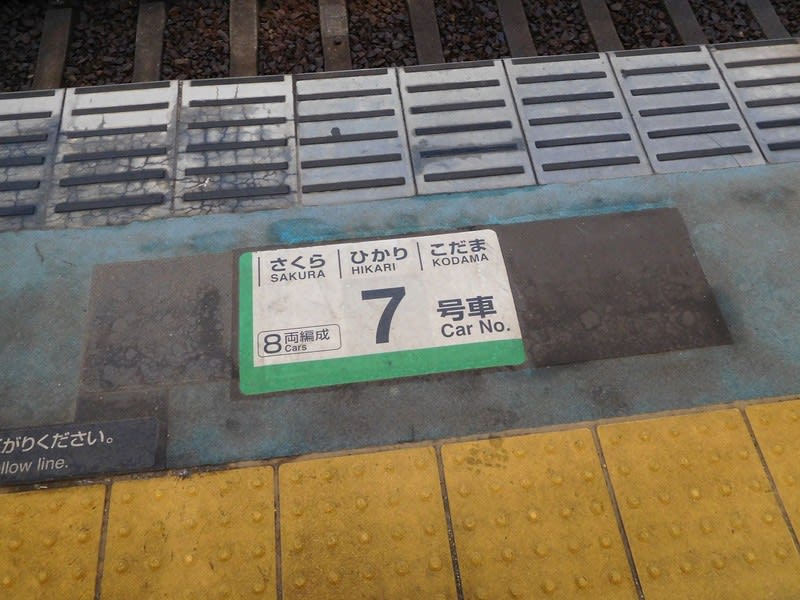 さくら ひかり こだま
SAKURA HIKARI KODAMA
7 号車
Car No.
8両編成
Cars
がりください。
llow line.